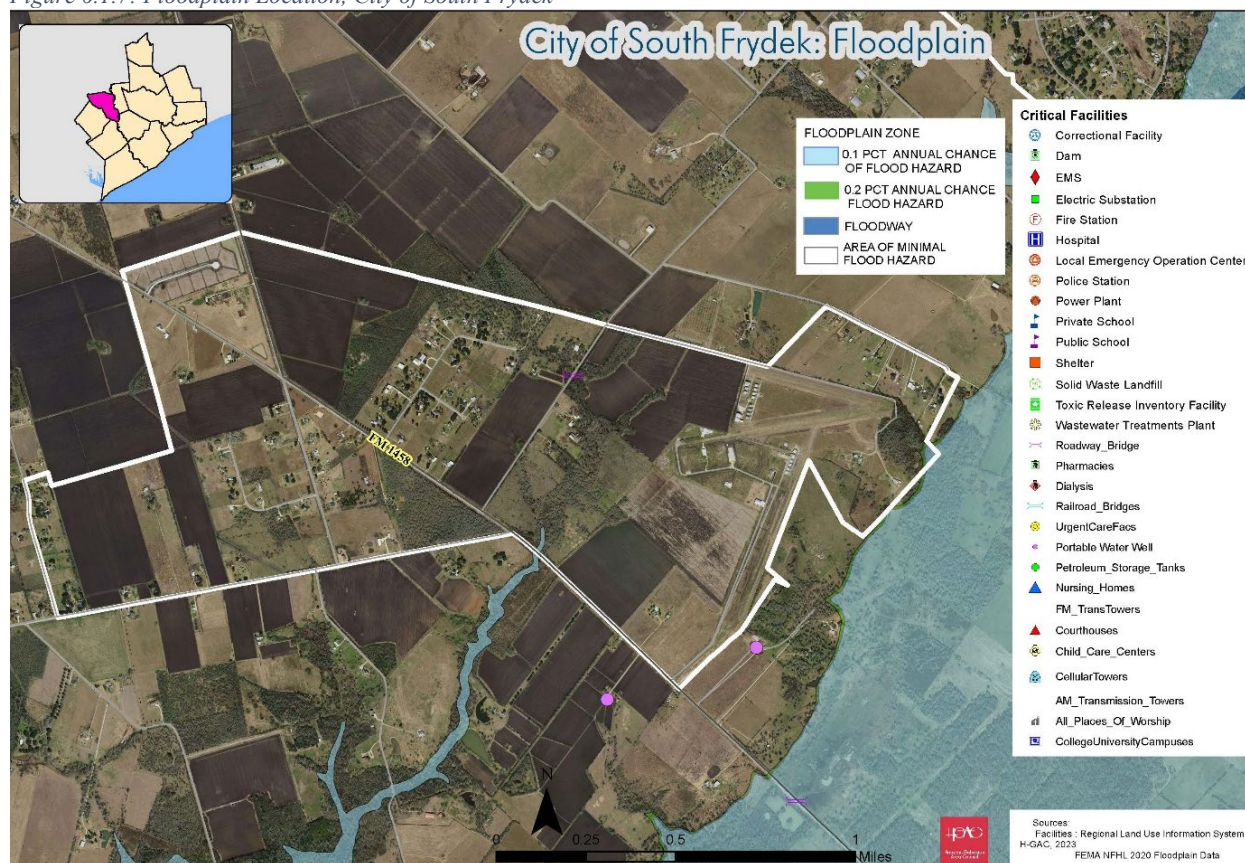 Figure 6.1.7: Floodplain Location, City of South Frydek
City of South Frydek: Floodplain
FLOODPLAIN ZONE
0.1 PCT ANNUAL CHANCE
OF FLOOD HAZARD
0.2 PCT ANNUAL CHANCE
FLOOD HAZARD
FLOODWAY
AREA OF MINIMAL
FLOOD HAZARD
Critical Facilities
Correctional Facility
Dam
EMS
Electric Substation
Fire Station
Hospital
Local Emergency Operation Center
Police Station
Power Plant
Private School
Public School
Shelter
Solid Waste Landfill
Toxic Release Inventory Facility
Wastewater Treatments Plant
Roadway_Bridge
Pharmacies
Dialysis
Railroad_Bridges
UrgentCareFacs
Portable Water Well
Petroleum_Storage_Tanks
Nursing_Homes
FM_TransTowers
Courthouses
Child_Care_Centers
CellularTowers
AM_Transmission_Towers
All_Places_Of_Worship
CollegeUniversityCampuses
FM 1458
N
0 0.25 0.5 1
Miles
Sources:
Facilities : Regional Land Use Information System
H-GAC, 2023
FEMA NFHL 2020 Floodplain Data